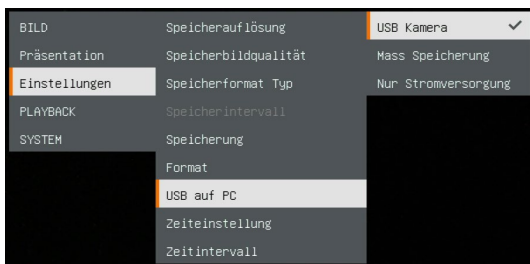 BILD
Präsentation
Einstellungen
PLAYBACK
SYSTEM
Speicherauflösung
Speicherbildqualität
Speicherformat Typ
Speicherintervall
Speicherung
Format
USB auf PC
Zeiteinstellung
Zeitintervall
USB Kamera
Mass Speicherung
Nur Stromversorgung